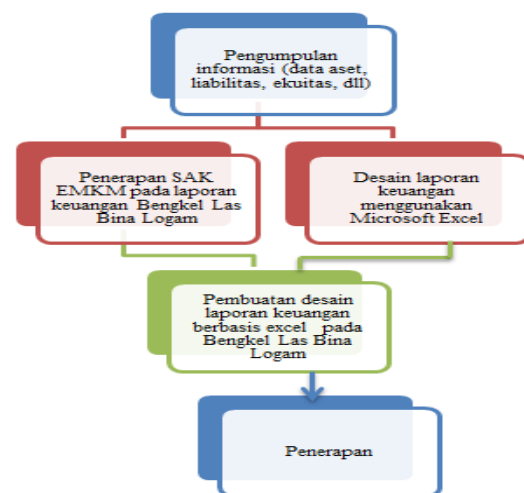 Pengumpulan
informasi (data aset,
liabilitas, ekuitas, dll)
Penerapan SAK
EMKM pada laporan
keuangan Bengkel Las
Bina Logam
Desain laporan
keuangan
menggunakan
Microsoft Excel
Pembuatan desain
laporan keuangan
berbasis excel pada
Bengkel Las Bina
Logam
Penerapan